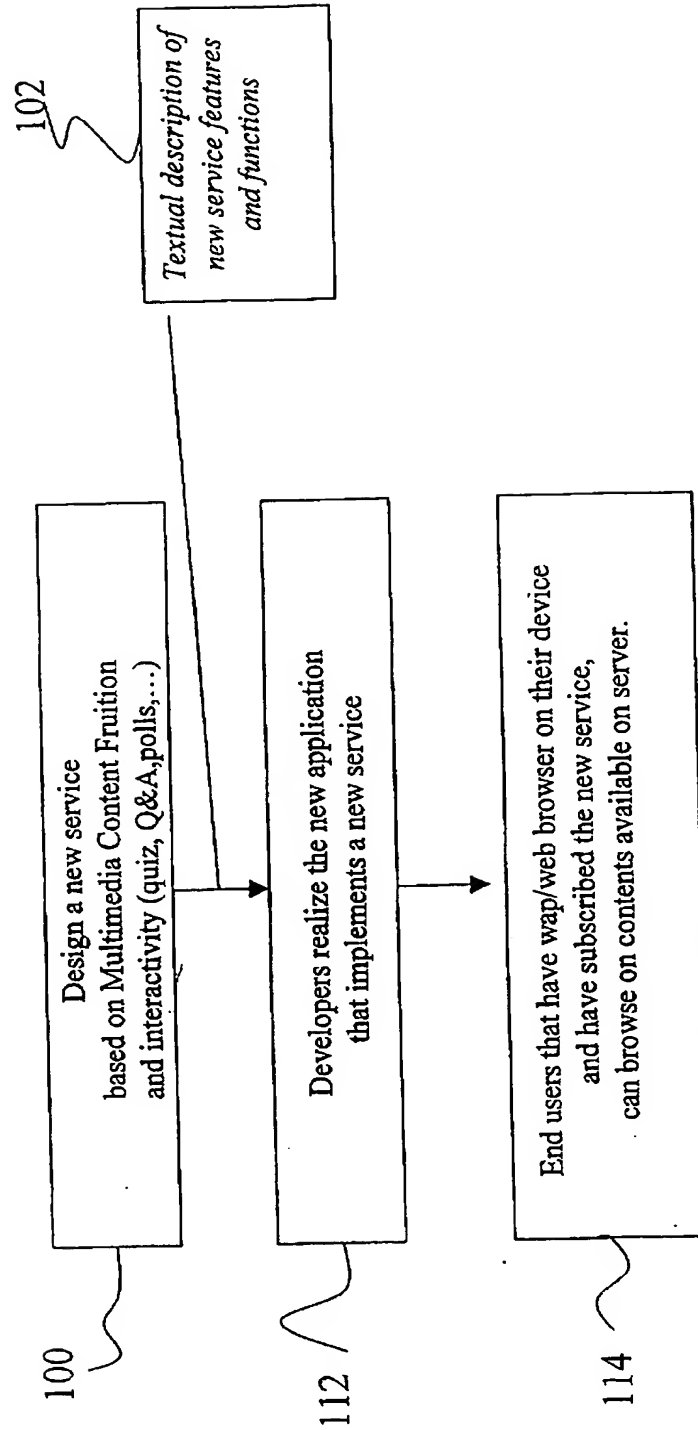 100
Design a new service
based on Multimedia Content Fruition
and interactivity (quiz, Q&A,polls,...)
102
Textual description of
new service features
and functions
112
Developers realize the new application
that implements a new service
114
End users that have wap/web browser on their device
and have subscribed the new service,
can browse on contents available on server.